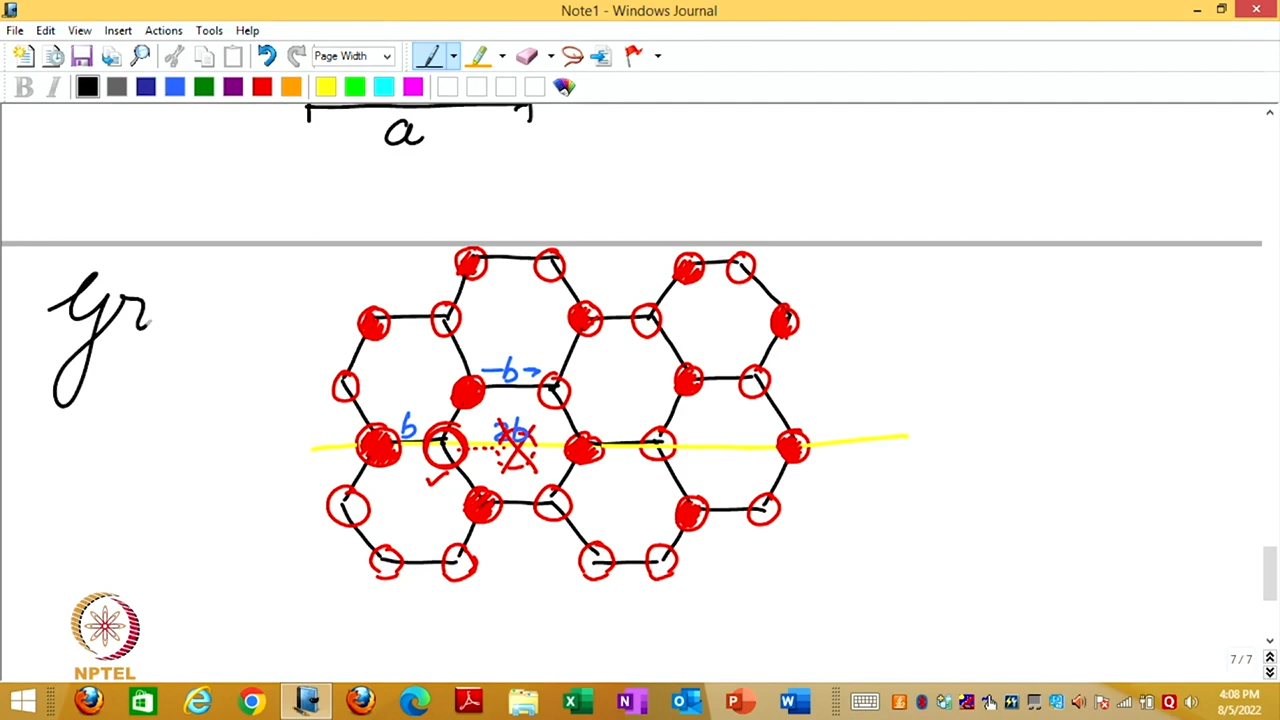 Note1 - Windows Journal
File Edit View Insert Actions Tools Help
Page Width
B I
a
Gr
b
b
2b
NPTEL
7 / 7
4:08 PM
8/5/2022